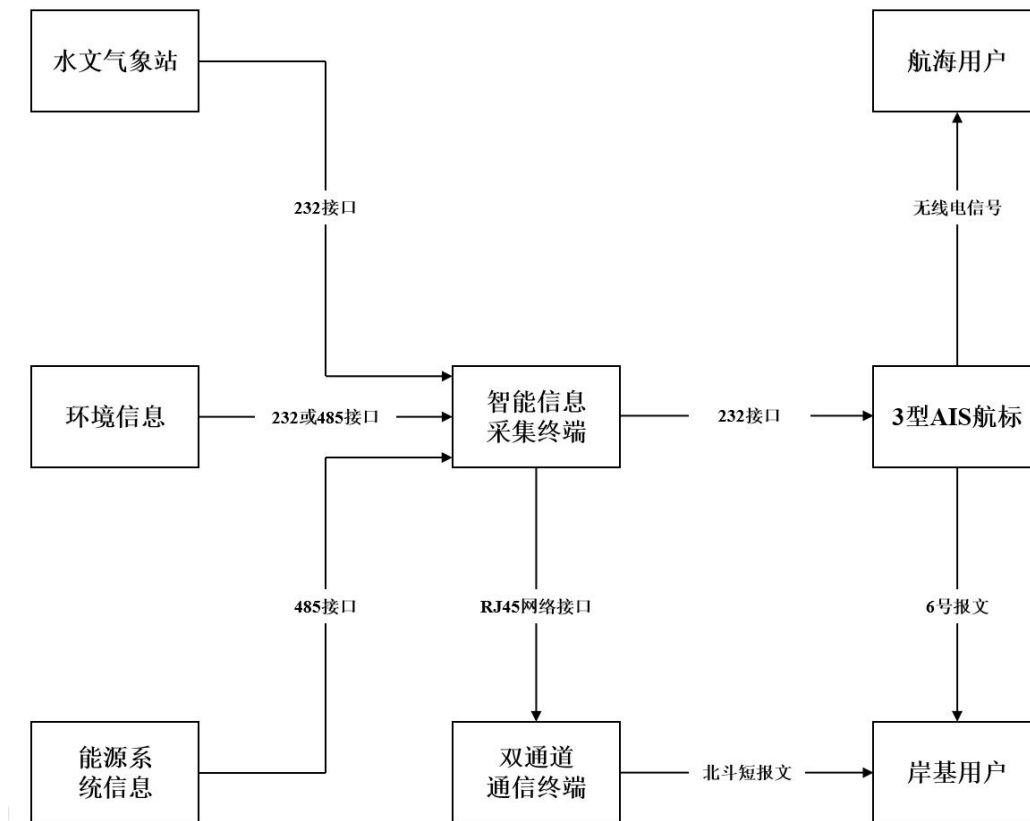 水文气象站
航海用户
232接口
无线电信号
环境信息
232或485接口
智能信息
采集终端
232接口
3型AIS航标
485接口
RJ45网络接口
6号报文
能源系
统信息
双通道
通信终端
北斗短报文
岸基用户